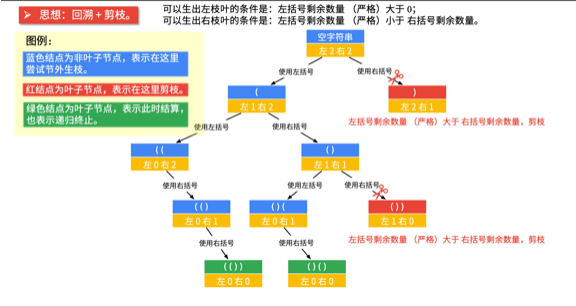 思想：回溯 + 剪枝。
可以生出左枝叶的条件是：左括号剩余数量 （严格）大于 0；
可以生出右枝叶的条件是：左括号剩余数量 （严格）小于 右括号剩余数量。
图例：
蓝色结点为非叶子节点，表示在这里
尝试节外生枝。
红结点为叶子节点，表示在这里剪枝。
绿色结点为叶子节点，表示此时结算，
也表示递归终止。
空字符串
左 2 右 2
使用左括号
使用右括号
(
左 1 右 2
)
左 2 右 1
左括号剩余数量 （严格）大于 右括号剩余数量，剪枝
使用左括号
使用右括号
( (
左 0 右 2
( )
左 1 右 1
使用右括号
使用左括号
使用右括号
( ( )
左 0 右 1
( ) (
左 0 右 1
( ) )
左 1 右 0
左括号剩余数量 （严格）大于 右括号剩余数量，剪枝
使用右括号
使用右括号
( ( ) )
左 0 右 0
( ) ( )
左 0 右 0